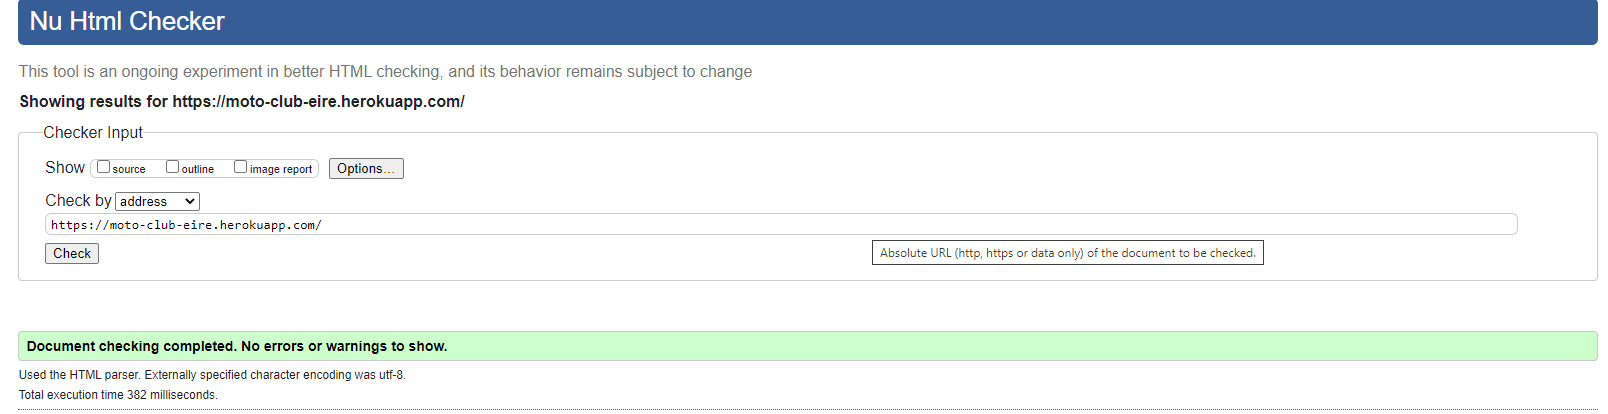 Nu Html Checker
This tool is an ongoing experiment in better HTML checking, and its behavior remains subject to change
Showing results for https://moto-club-eire.herokuapp.com/
Checker Input
Show source outline image report Options...
Check by address
https://moto-club-eire.herokuapp.com/
Check
Absolute URL (http, https or data only) of the document to be checked.
Document checking completed. No errors or warnings to show.
Used the HTML parser. Externally specified character encoding was utf-8.
Total execution time 382 milliseconds.